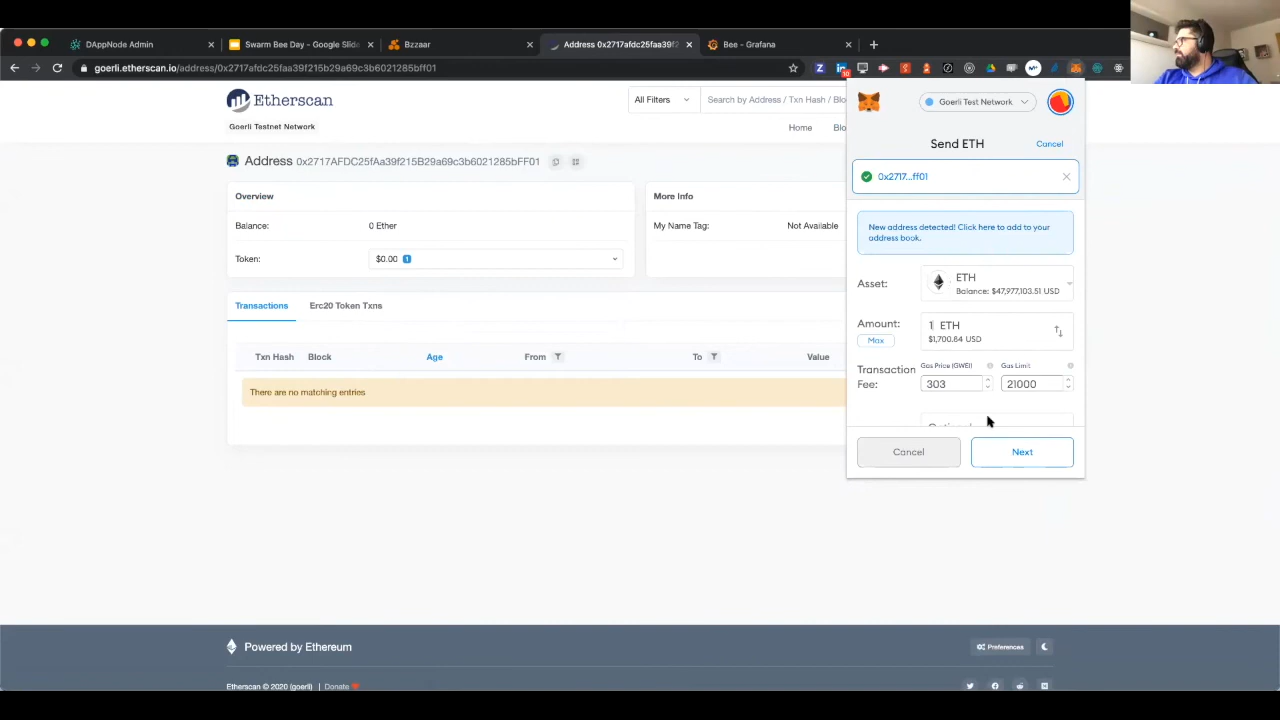 DAppNode Admin
Swarm Bee Day - Google Slid
Bzzaar
Address 0x2717afdc25faa39f2
Bee - Grafana
goerli.etherscan.io/address/0x2717afdc25faa39f215b29a69c3b6021285bff01
10
Etherscan
All Filters
Search by Address / Txn Hash / Blo
Goerli Testnet Network
Home
Blo
Address 0x2717AFDC25fAa39f215B29a69c3b6021285bFF01
Overview
Balance:
0 Ether
Token:
$0.00 1
More Info
My Name Tag:
Not Available
Transactions
Erc20 Token Txns
Txn Hash
Block
Age
From
To
Value
There are no matching entries
Goerli Test Network
Send ETH
Cancel
0x2717...ff01
New address detected! Click here to add to your
address book.
Asset:
ETH
Balance: $47,977,103.51 USD
Amount:
Max
1 ETH
$1,700.84 USD
Transaction
Fee:
Gas Price (GWEI)
303
Gas Limit
21000
Optional
Cancel
Next
Powered by Ethereum
Preferences
Etherscan © 2020 (goerli) | Donate